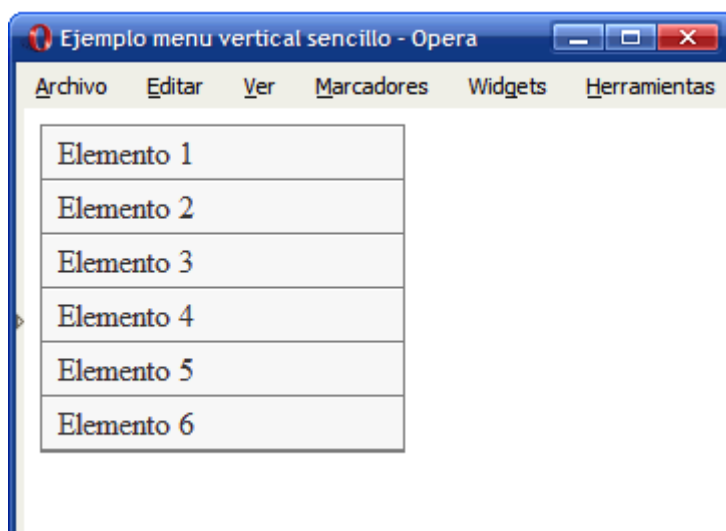 Ejemplo menu vertical sencillo - Opera
Archivo Editar Ver Marcadores Widgets Herramientas
Elemento 1
Elemento 2
Elemento 3
Elemento 4
Elemento 5
Elemento 6